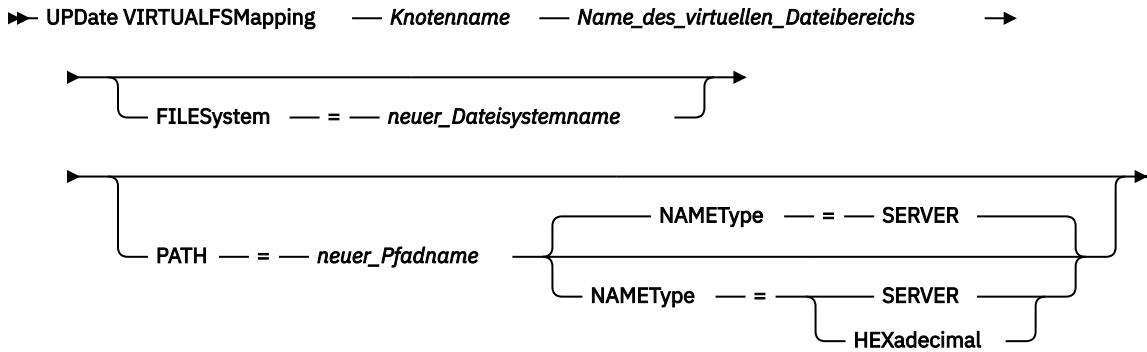 UPDate VIRTUALFSMapping — Knotenname — Name_des_virtuellen_Dateibereichs
FILESystem — = — neuer_Dateisystemname
NAMEType — = — SERVER
PATH — = — neuer_Pfadname
NAMEType — = — SERVER
HEXadecimal